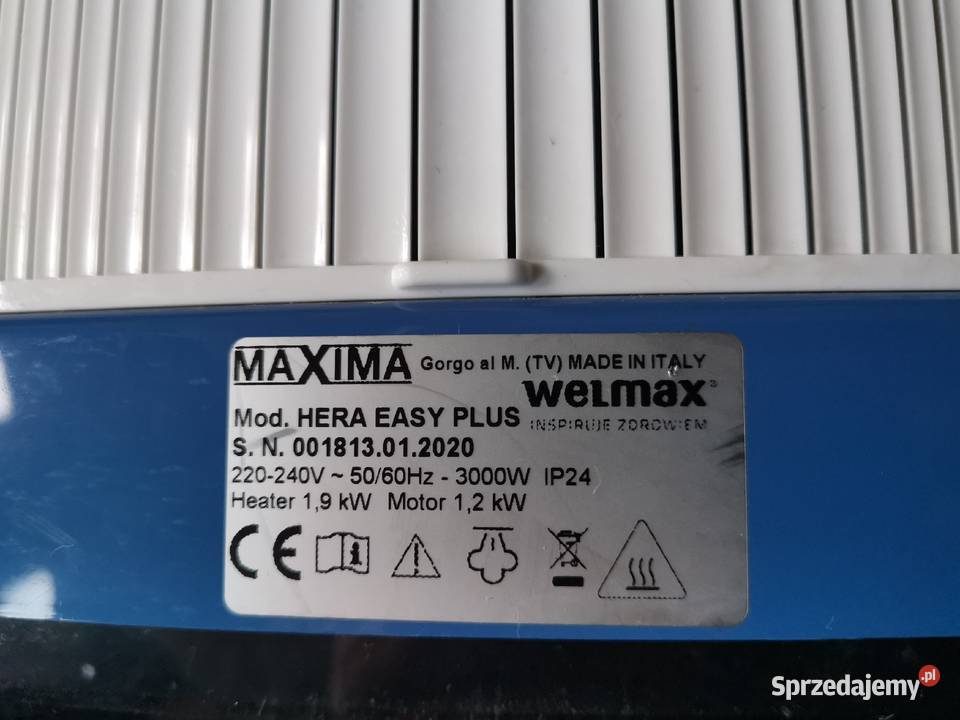 MAXIMA Gorgo al M. (TV) MADE IN ITALY
welmax®
Mod. HERA EASY PLUS INSPIRUJE ZDROWIEM
S. N. 001813.01.2020
220-240V ~ 50/60Hz - 3000W IP24
Heater 1,9 kW Motor 1,2 kW
CE
Sprzedajemy.pl